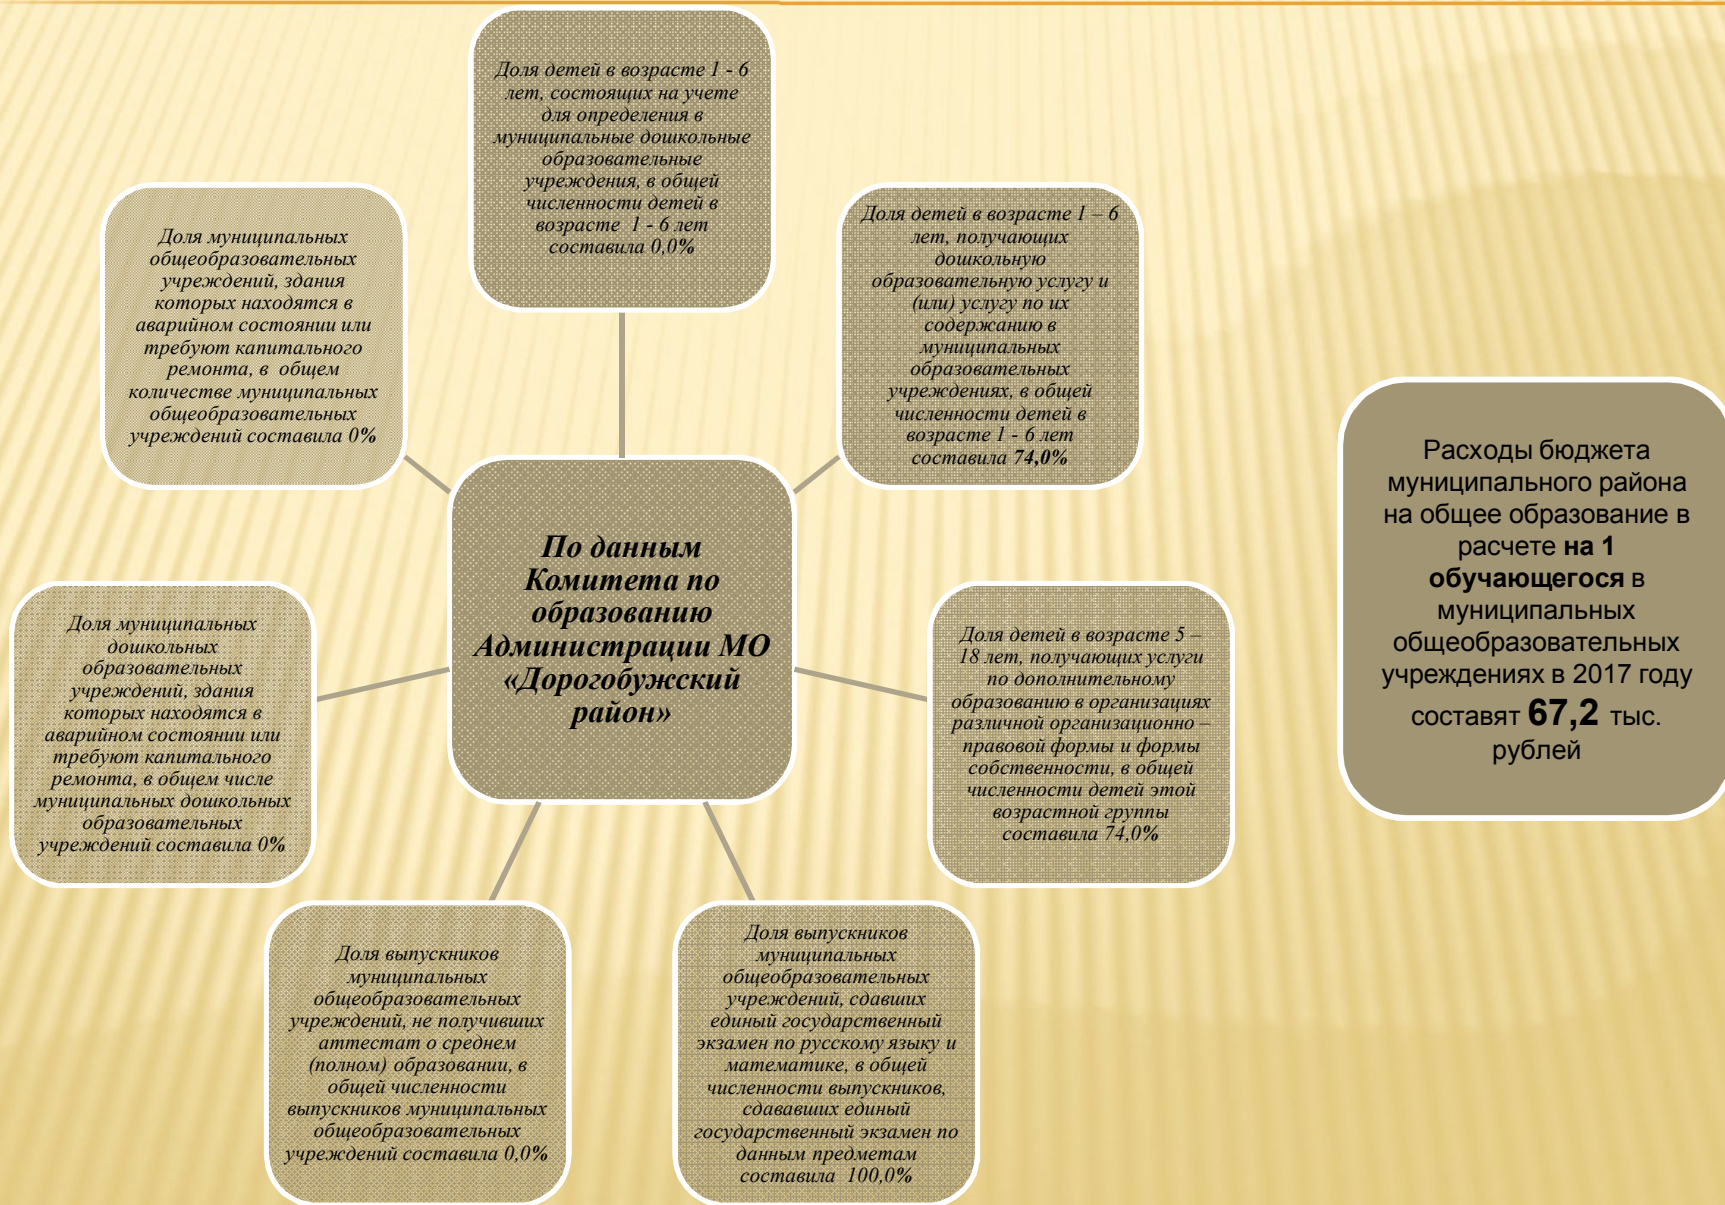 Доля детей в возрасте 1 - 6
лет, состоящих на учете
для определения в
муниципальные дошкольные
образовательные
учреждения, в общей
численности детей в
возрасте 1 - 6 лет
составила 0,0%
Доля детей в возрасте 1 – 6
лет, получающих
дошкольную
образовательную услугу и
(или) услугу по их
содержанию в
муниципальных
образовательных
учреждениях, в общей
численности детей в
возрасте 1 - 6 лет
составила 74,0%
Доля детей в возрасте 5 –
18 лет, получающих услуги
по дополнительному
образованию в организациях
различной организационно –
правовой формы и формы
собственности, в общей
численности детей этой
возрастной группы
составила 74,0%
Доля выпускников
муниципальных
общеобразовательных
учреждений, сдавших
единый государственный
экзамен по русскому языку и
математике, в общей
численности выпускников,
сдававших единый
государственный экзамен по
данным предметам
составила 100,0%
Доля выпускников
муниципальных
общеобразовательных
учреждений, не получивших
аттестат о среднем
(полном) образовании, в
общей численности
выпускников муниципальных
общеобразовательных
учреждений составила 0,0%
Доля муниципальных
дошкольных
образовательных
учреждений, здания
которых находятся в
аварийном состоянии или
требуют капитального
ремонта, в общем числе
муниципальных дошкольных
образовательных
учреждений составила 0%
Доля муниципальных
общеобразовательных
учреждений, здания
которых находятся в
аварийном состоянии или
требуют капитального
ремонта, в общем
количестве муниципальных
общеобразовательных
учреждений составила 0%
По данным
Комитета по
образованию
Администрации МО
«Дорогобужский
район»
Расходы бюджета
муниципального района
на общее образование в
расчете на 1
обучающегося в
муниципальных
общеобразовательных
учреждениях в 2017 году
составят 67,2 тыс.
рублей